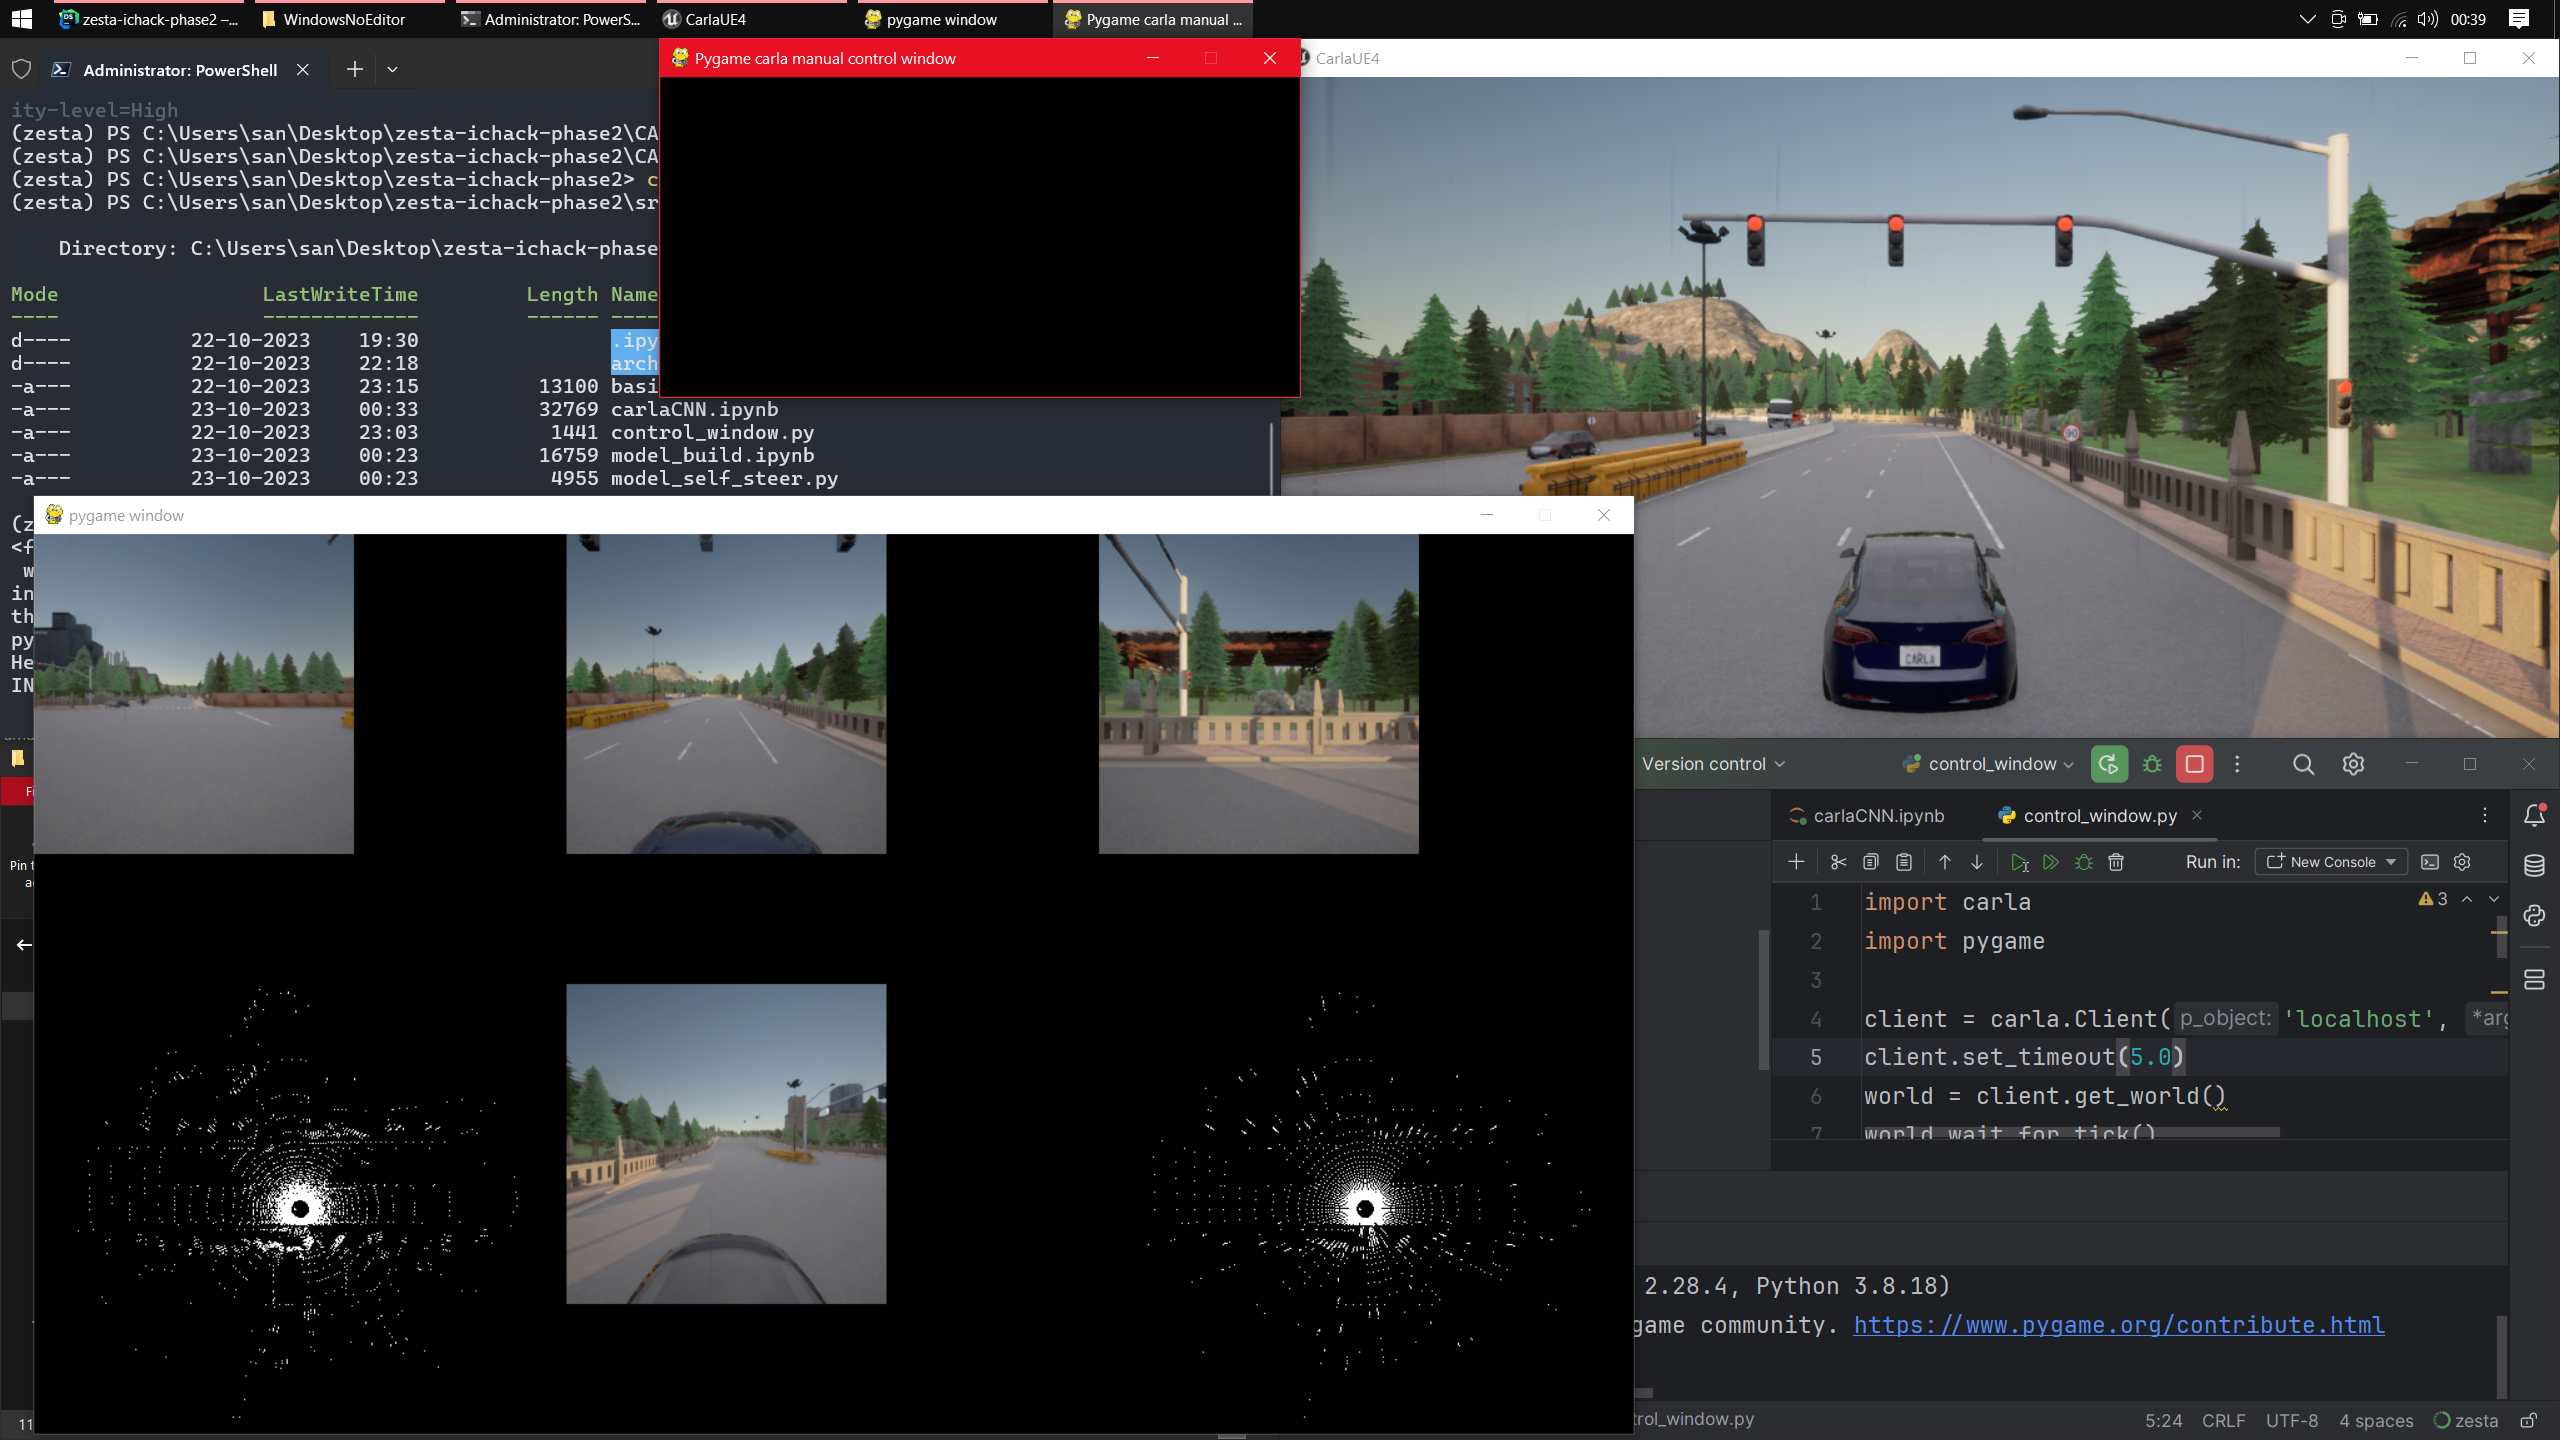 zesta-ichack-phase2 –...
WindowsNoEditor
Administrator: PowerS...
CarlaUE4
pygame window
Pygame carla manual ...
00:39
Administrator: PowerShell
Pygame carla manual control window
CarlaUE4
ity-level=High
(zesta) PS C:\Users\san\Desktop\zesta-ichack-phase2\CA
(zesta) PS C:\Users\san\Desktop\zesta-ichack-phase2\CA
(zesta) PS C:\Users\san\Desktop\zesta-ichack-phase2> c
(zesta) PS C:\Users\san\Desktop\zesta-ichack-phase2\sr
Directory: C:\Users\san\Desktop\zesta-ichack-phase
Mode LastWriteTime Length Name
---- ------------- ------ ----
d---- 22-10-2023 19:30 .ipy
d---- 22-10-2023 22:18 arch
-a--- 22-10-2023 23:15 13100 basi
-a--- 23-10-2023 00:33 32769 carlaCNN.ipynb
-a--- 22-10-2023 23:03 1441 control_window.py
-a--- 23-10-2023 00:23 16759 model_build.ipynb
-a--- 23-10-2023 00:23 4955 model_self_steer.py
(z
<f
w
in
th
py
He
IN
pygame window
90
CARLA
Fi
Pin t
a
11
Version control
control_window
carlaCNN.ipynb
control_window.py
Run in:
New Console
3
1 import carla
2 import pygame
3
4 client = carla.Client( p_object: 'localhost', *arg
5 client.set_timeout(5.0)
6 world = client.get_world()
7 world.wait_for_tick()
2.28.4, Python 3.8.18)
game community. https://www.pygame.org/contribute.html
trol_window.py
5:24
CRLF
UTF-8
4 spaces
zesta